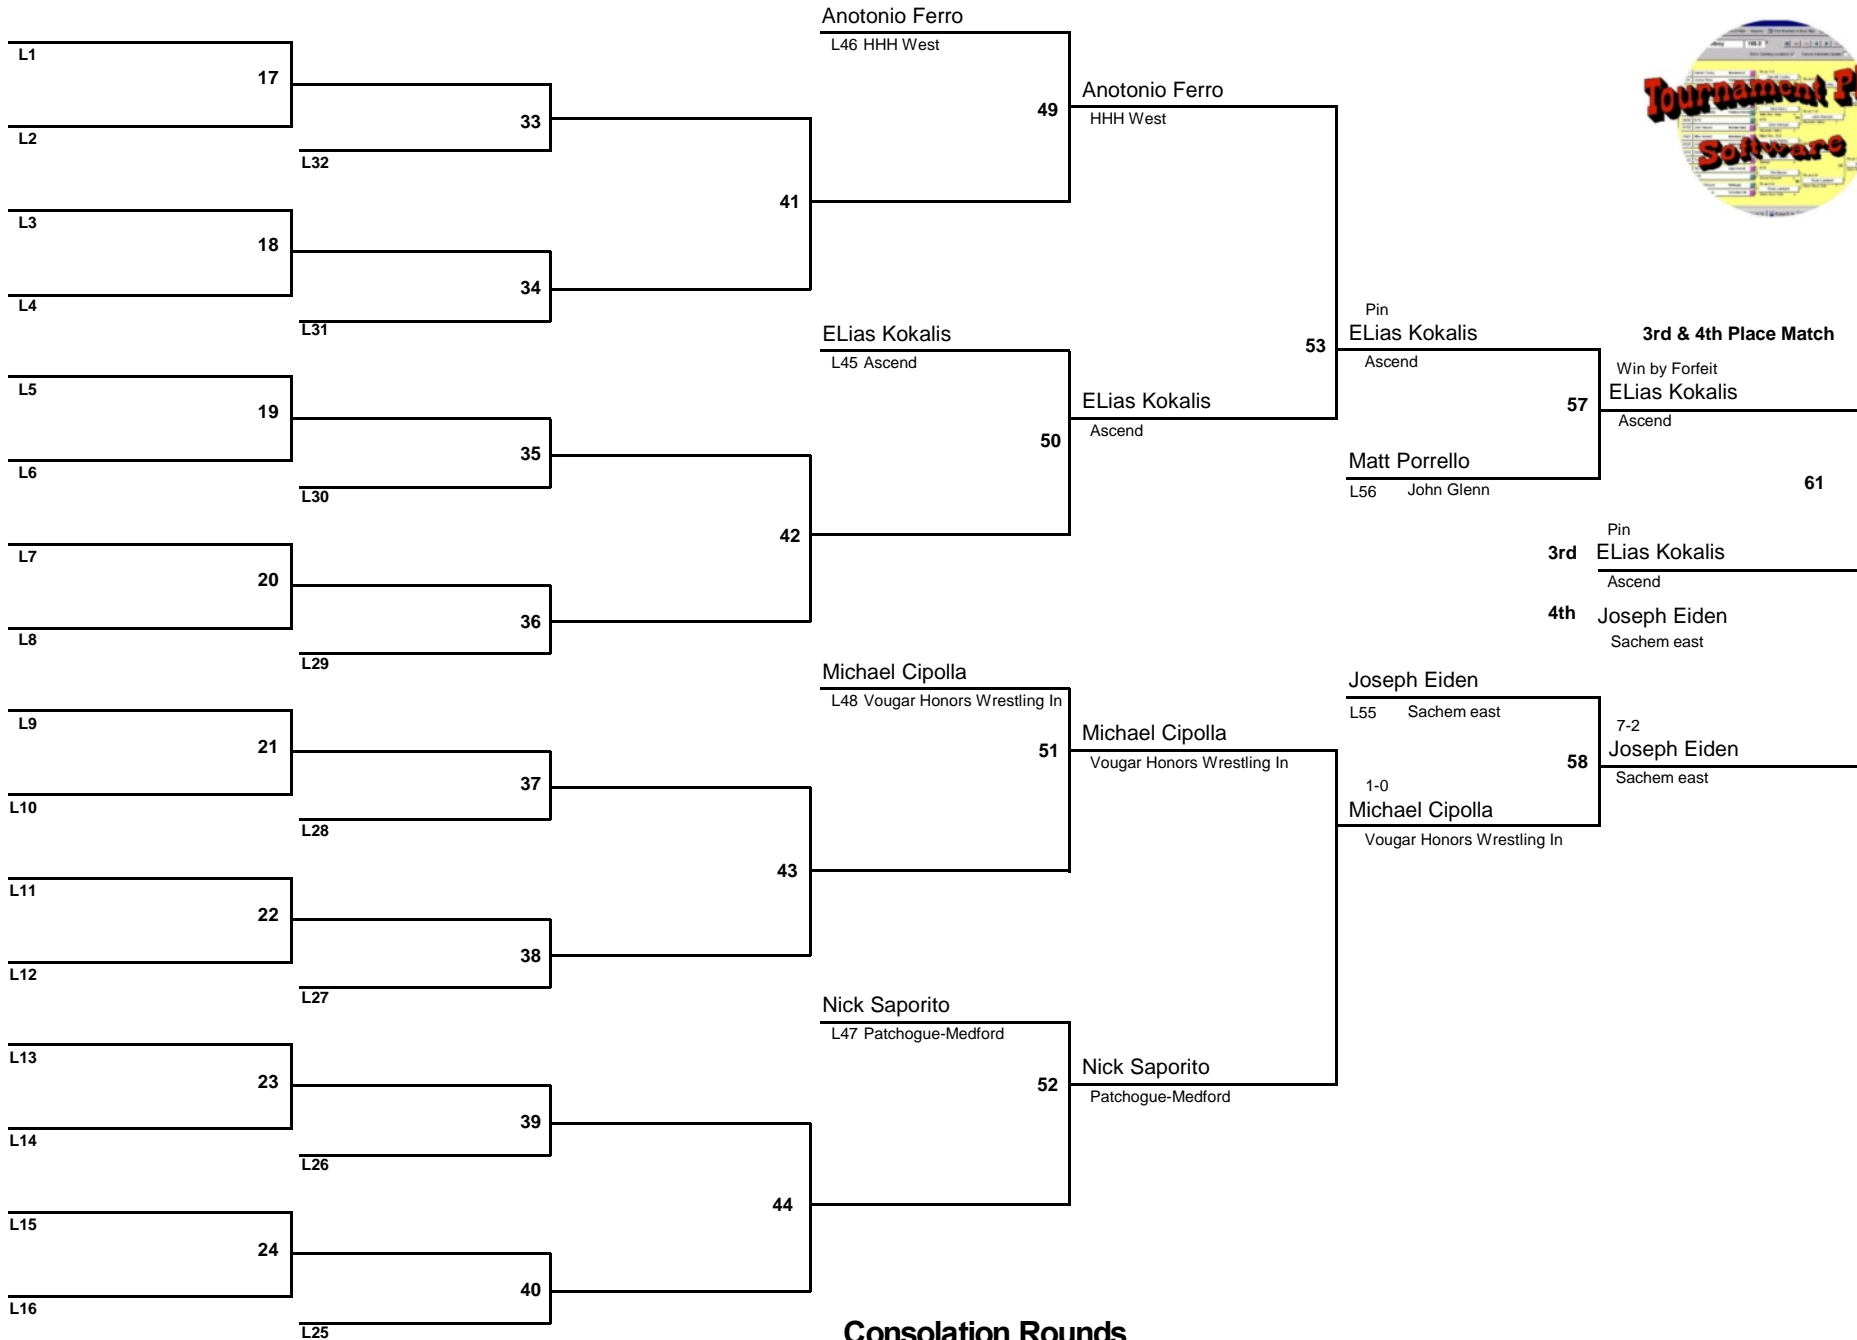 L1
17
L2
33
L32
L3
18
L4
34
L31
41
L5
19
L6
35
L30
L7
20
L8
36
L29
42
L9
21
L10
37
L28
L11
22
L12
38
L27
43
L13
23
L14
39
L26
L15
24
L16
40
L25
44
Anotonio Ferro
L46 HHH West
49
ELias Kokalis
L45 Ascend
50
Michael Cipolla
L48 Vougar Honors Wrestling In
51
Nick Saporito
L47 Patchogue-Medford
52
Anotonio Ferro
HHH West
53
ELias Kokalis
Ascend
Michael Cipolla
Vougar Honors Wrestling In
Nick Saporito
Patchogue-Medford
Pin
ELias Kokalis
Ascend
57
Matt Porrello
L56 John Glenn
Joseph Eiden
L55 Sachem east
58
1-0
Michael Cipolla
Vougar Honors Wrestling In
Tournament
Software
3rd & 4th Place Match
Win by Forfeit
ELias Kokalis
Ascend
61
Pin
3rd ELias Kokalis
Ascend
4th Joseph Eiden
Sachem east
7-2
Joseph Eiden
Sachem east
Consolation Rounds